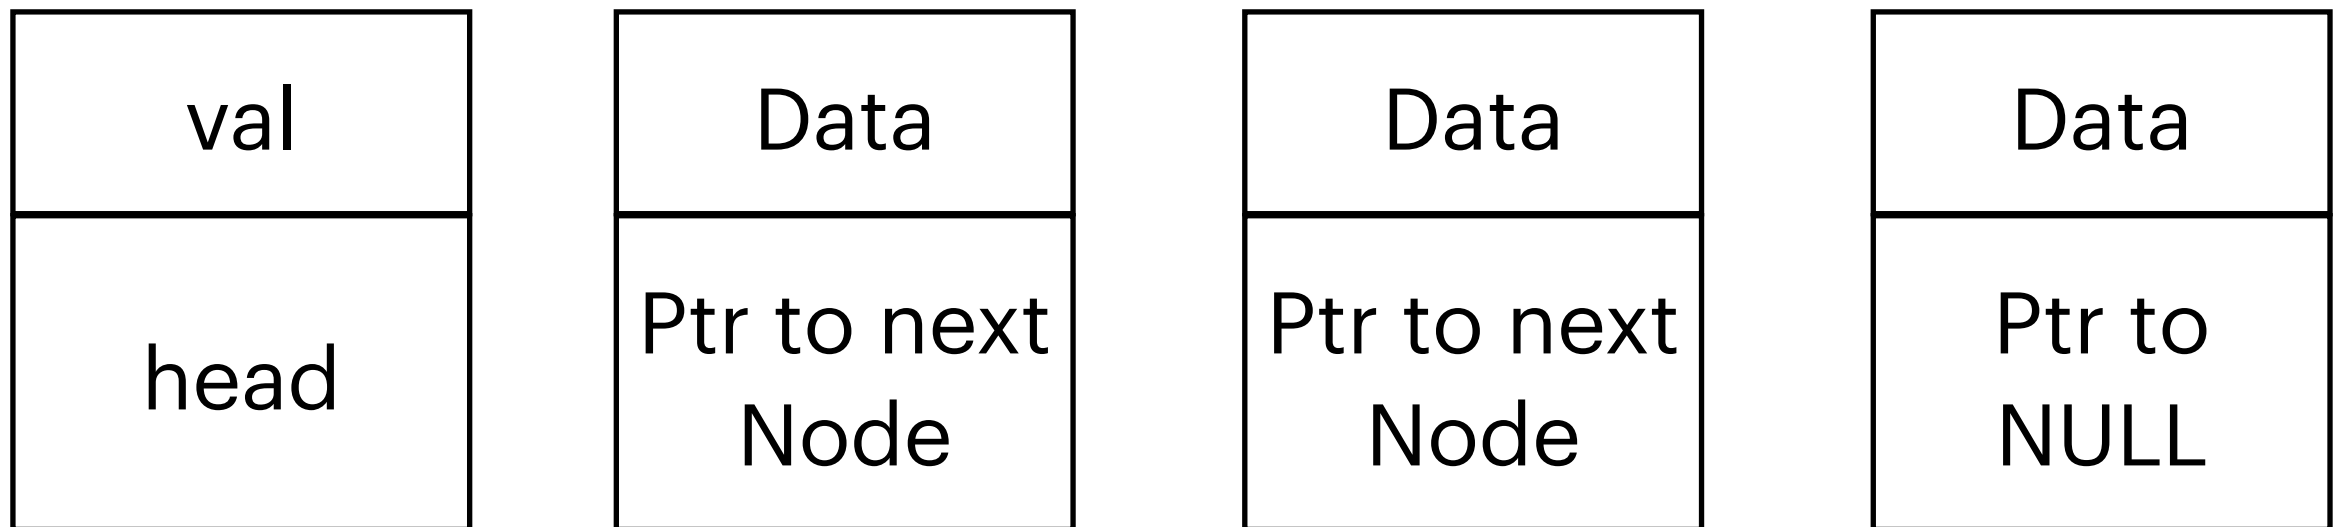 val
head
Data
Ptr to next
Node
Data
Ptr to next
Node
Data
Ptr to
NULL